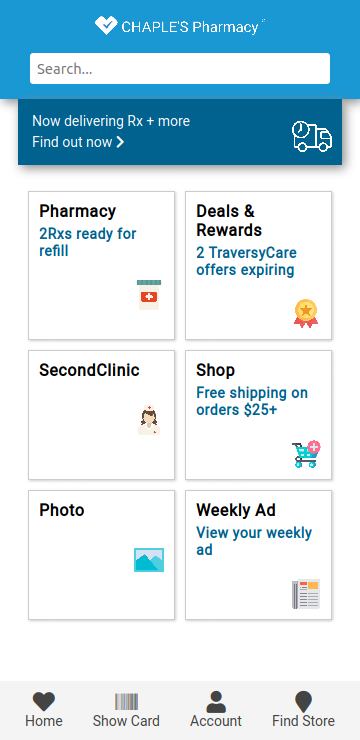 CHAPLE'S Pharmacy
Search...
Now delivering Rx + more
Find out now
Pharmacy
2Rxs ready for
refill
Deals &
Rewards
2 TraversyCare
offers expiring
SecondClinic
Shop
Free shipping on
orders $25+
Photo
Weekly Ad
View your weekly
ad
Home
Show Card
Account
Find Store